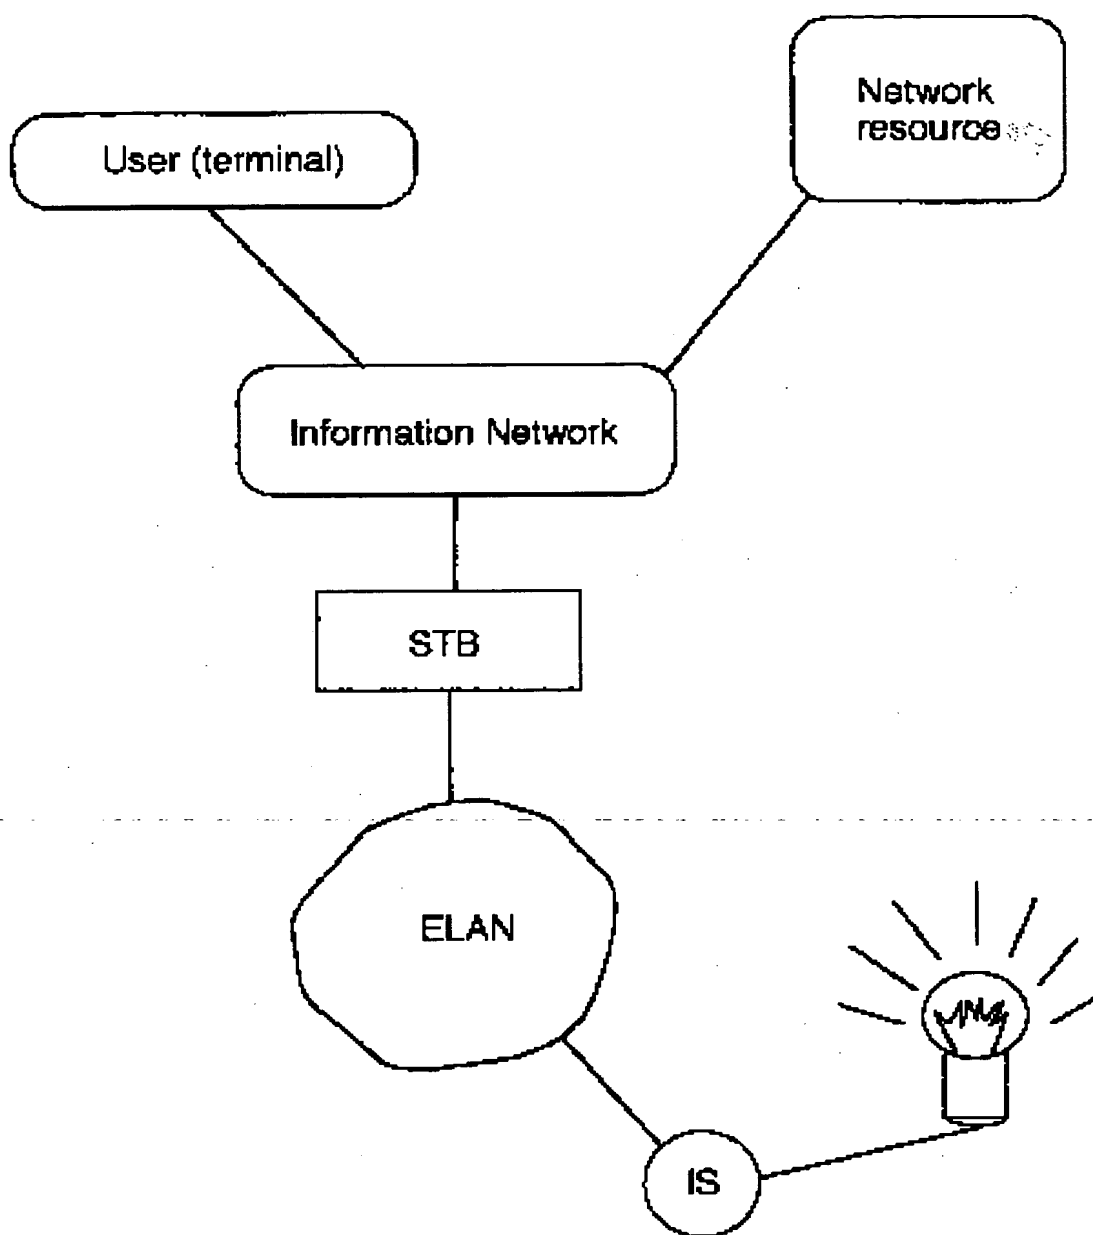 Network
resource
User (terminal)
Information Network
STB
ELAN
IS